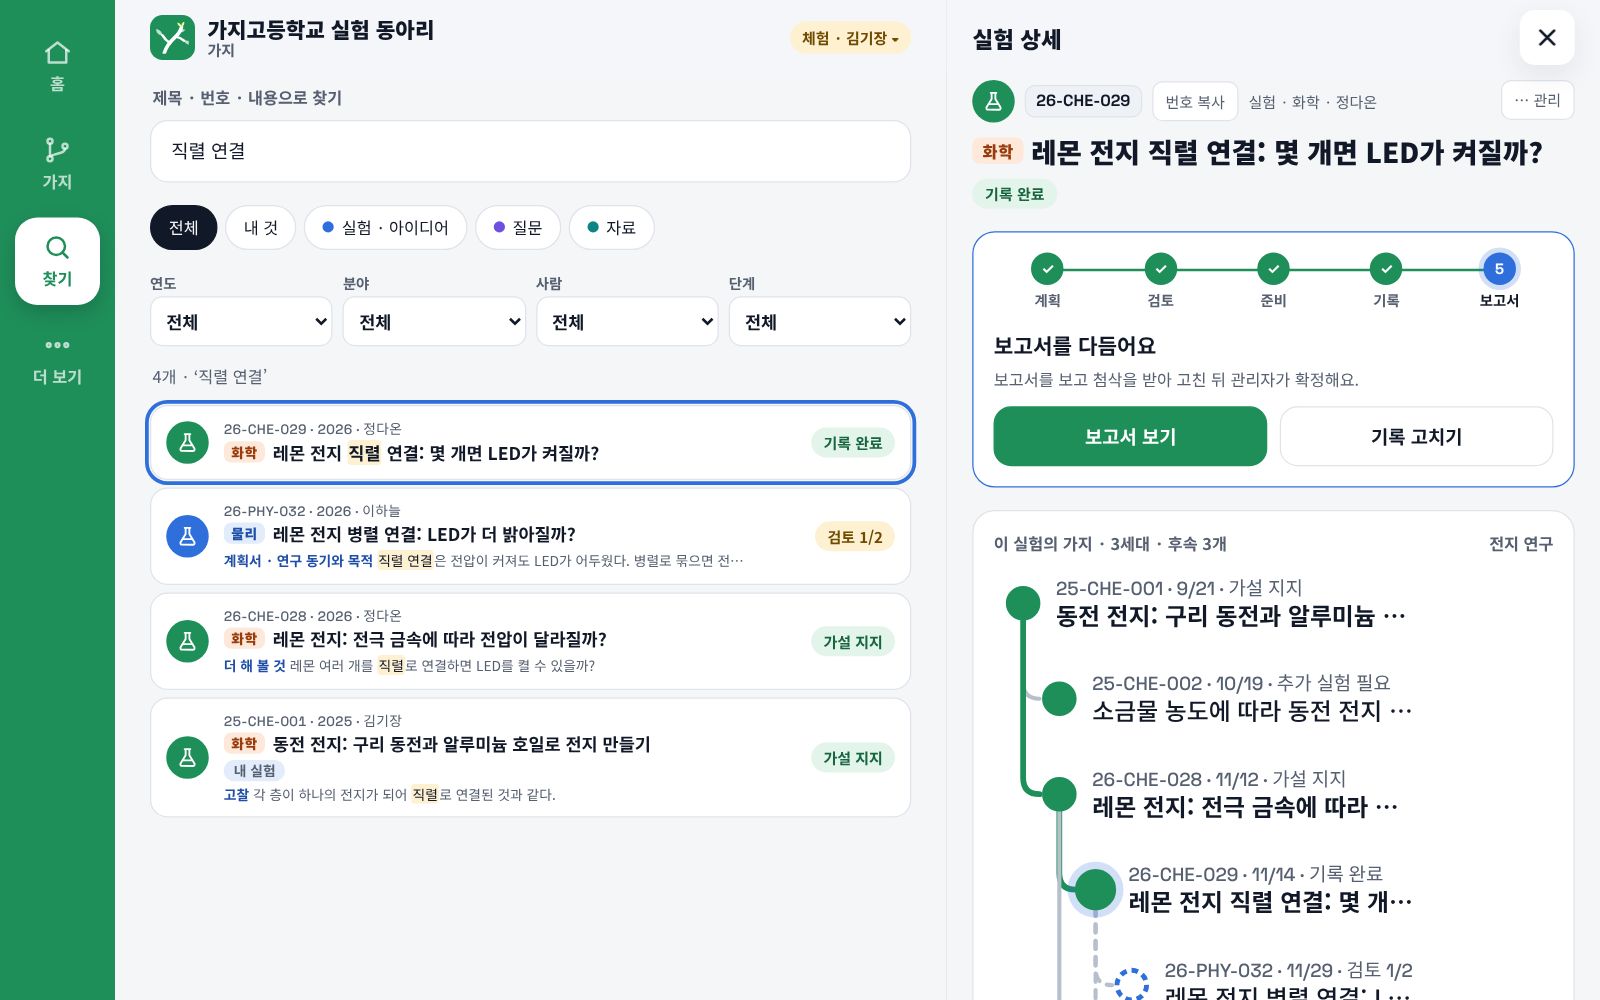 홈
가지
찾기
더 보기
가지고등학교 실험 동아리
가지
체험 · 김기장
제목 · 번호 · 내용으로 찾기
직렬 연결
전체
내 것
실험 · 아이디어
질문
자료
연도
분야
사람
단계
전체
전체
전체
전체
4개 · ‘직렬 연결’
26-CHE-029 · 2026 · 정다온
화학 레몬 전지 직렬 연결: 몇 개면 LED가 켜질까?
기록 완료
26-PHY-032 · 2026 · 이하늘
물리 레몬 전지 병렬 연결: LED가 더 밝아질까?
계획서 · 연구 동기와 목적 직렬 연결은 전압이 커져도 LED가 어두웠다. 병렬로 묶으면 전…
검토 1/2
26-CHE-028 · 2026 · 정다온
화학 레몬 전지: 전극 금속에 따라 전압이 달라질까?
더 해 볼 것 레몬 여러 개를 직렬로 연결하면 LED를 켤 수 있을까?
가설 지지
25-CHE-001 · 2025 · 김기장
화학 동전 전지: 구리 동전과 알루미늄 호일로 전지 만들기
내 실험
고찰 각 층이 하나의 전지가 되어 직렬로 연결된 것과 같다.
가설 지지
실험 상세
26-CHE-029
번호 복사
실험 · 화학 · 정다온
… 관리
화학 레몬 전지 직렬 연결: 몇 개면 LED가 켜질까?
기록 완료
5
계획
검토
준비
기록
보고서
보고서를 다듬어요
보고서를 보고 첨삭을 받아 고친 뒤 관리자가 확정해요.
보고서 보기
기록 고치기
이 실험의 가지 · 3세대 · 후속 3개
전지 연구
25-CHE-001 · 9/21 · 가설 지지
동전 전지: 구리 동전과 알루미늄 …
25-CHE-002 · 10/19 · 추가 실험 필요
소금물 농도에 따라 동전 전지 …
26-CHE-028 · 11/12 · 가설 지지
레몬 전지: 전극 금속에 따라 …
26-CHE-029 · 11/14 · 기록 완료
레몬 전지 직렬 연결: 몇 개…
26-PHY-032 · 11/29 · 검토 1/2
레몬 전지 병렬 연결: L…